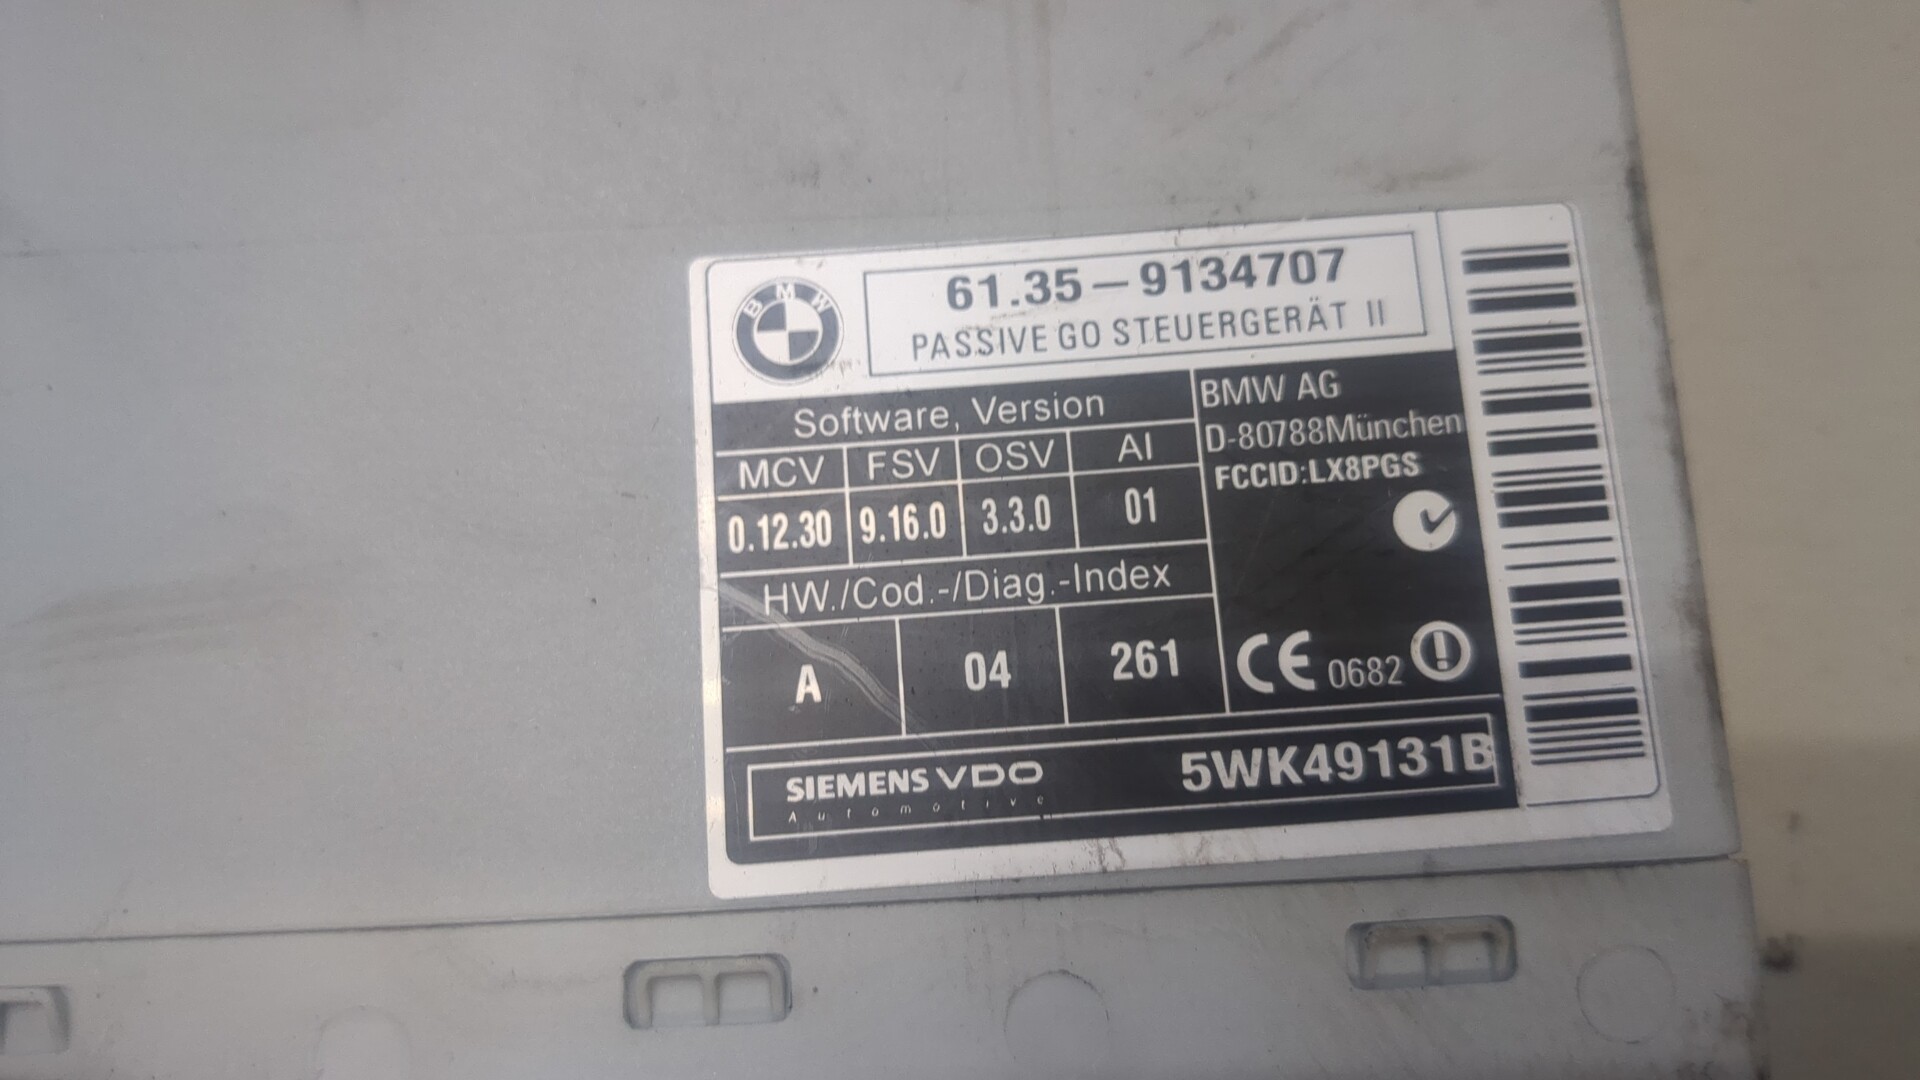 BMW
61.35-9134707
PASSIVE GO STEUERGERÄT II
Software, Version
MCV FSV OSV AI
0.12.30 9.16.0 3.3.0 01
HW./Cod.-/Diag.-Index
A 04 261
BMW AG
D-80788München
FCCID:LX8PGS
CE 0682 !
SIEMENS VDO
Automotive
5WK49131B